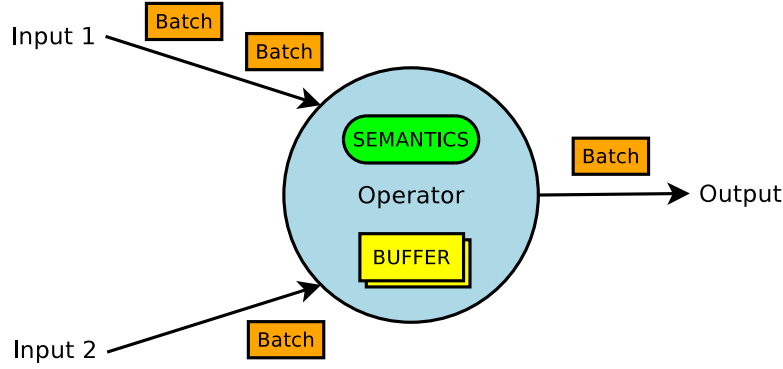 Batch
Input 1
Batch
SEMANTICS
Batch
Operator
Output
BUFFER
Batch
Input 2